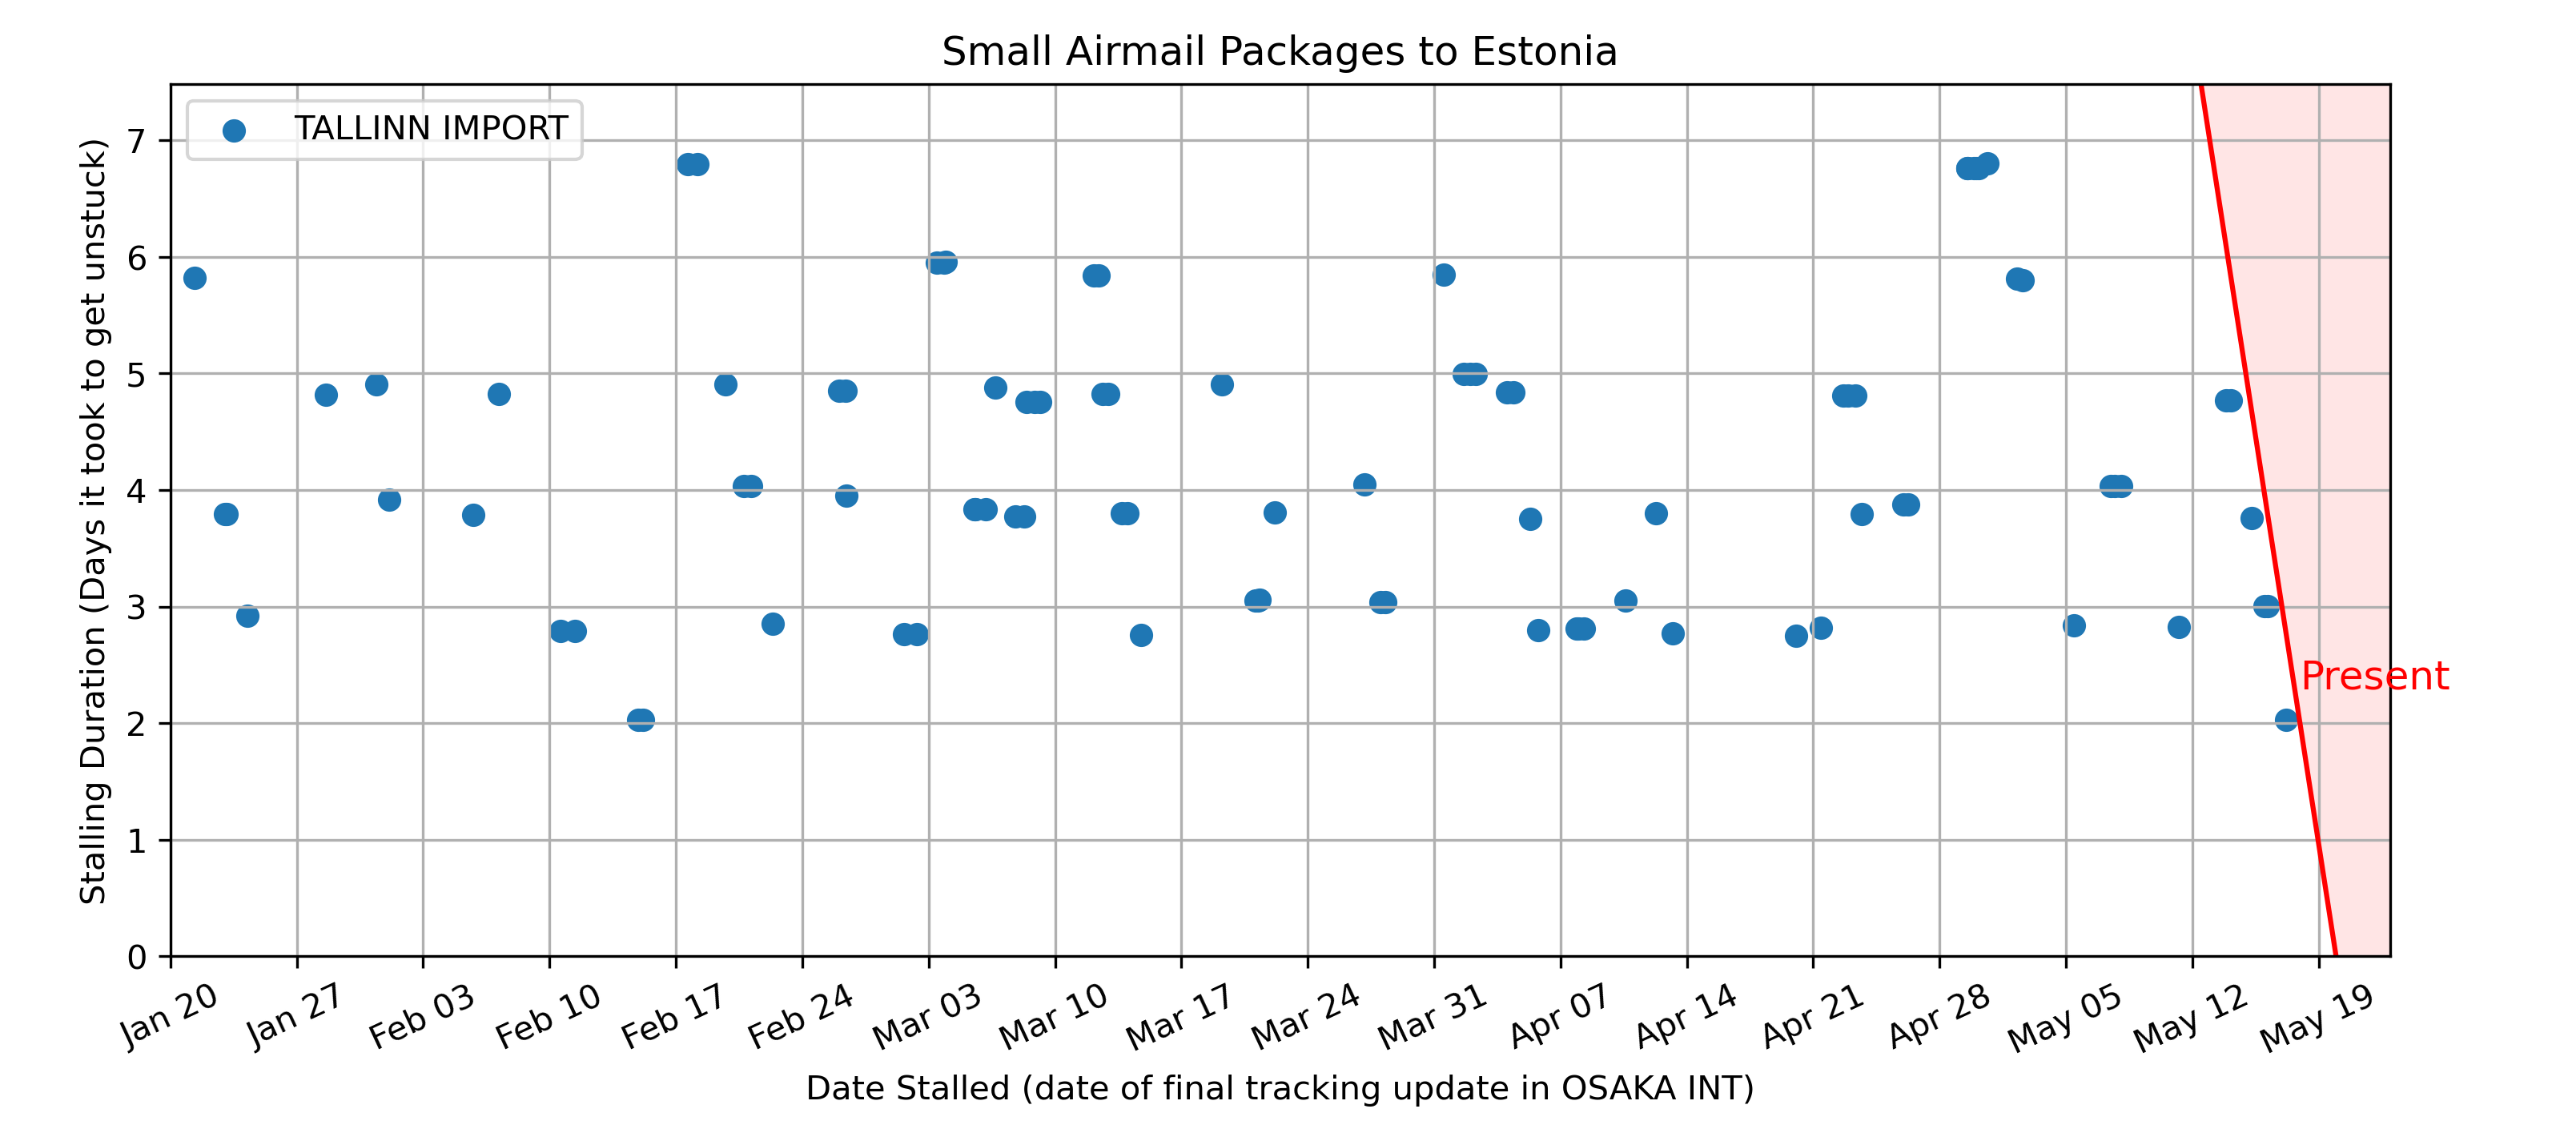 Small Airmail Packages to Estonia
TALLINN IMPORT
Stalling Duration (Days it took to get unstuck)
7
6
5
4
3
2
1
0
Present
Jan 20
Jan 27
Feb 03
Feb 10
Feb 17
Feb 24
Mar 03
Mar 10
Mar 17
Mar 24
Mar 31
Apr 07
Apr 14
Apr 21
Apr 28
May 05
May 12
May 19
Date Stalled (date of final tracking update in OSAKA INT)